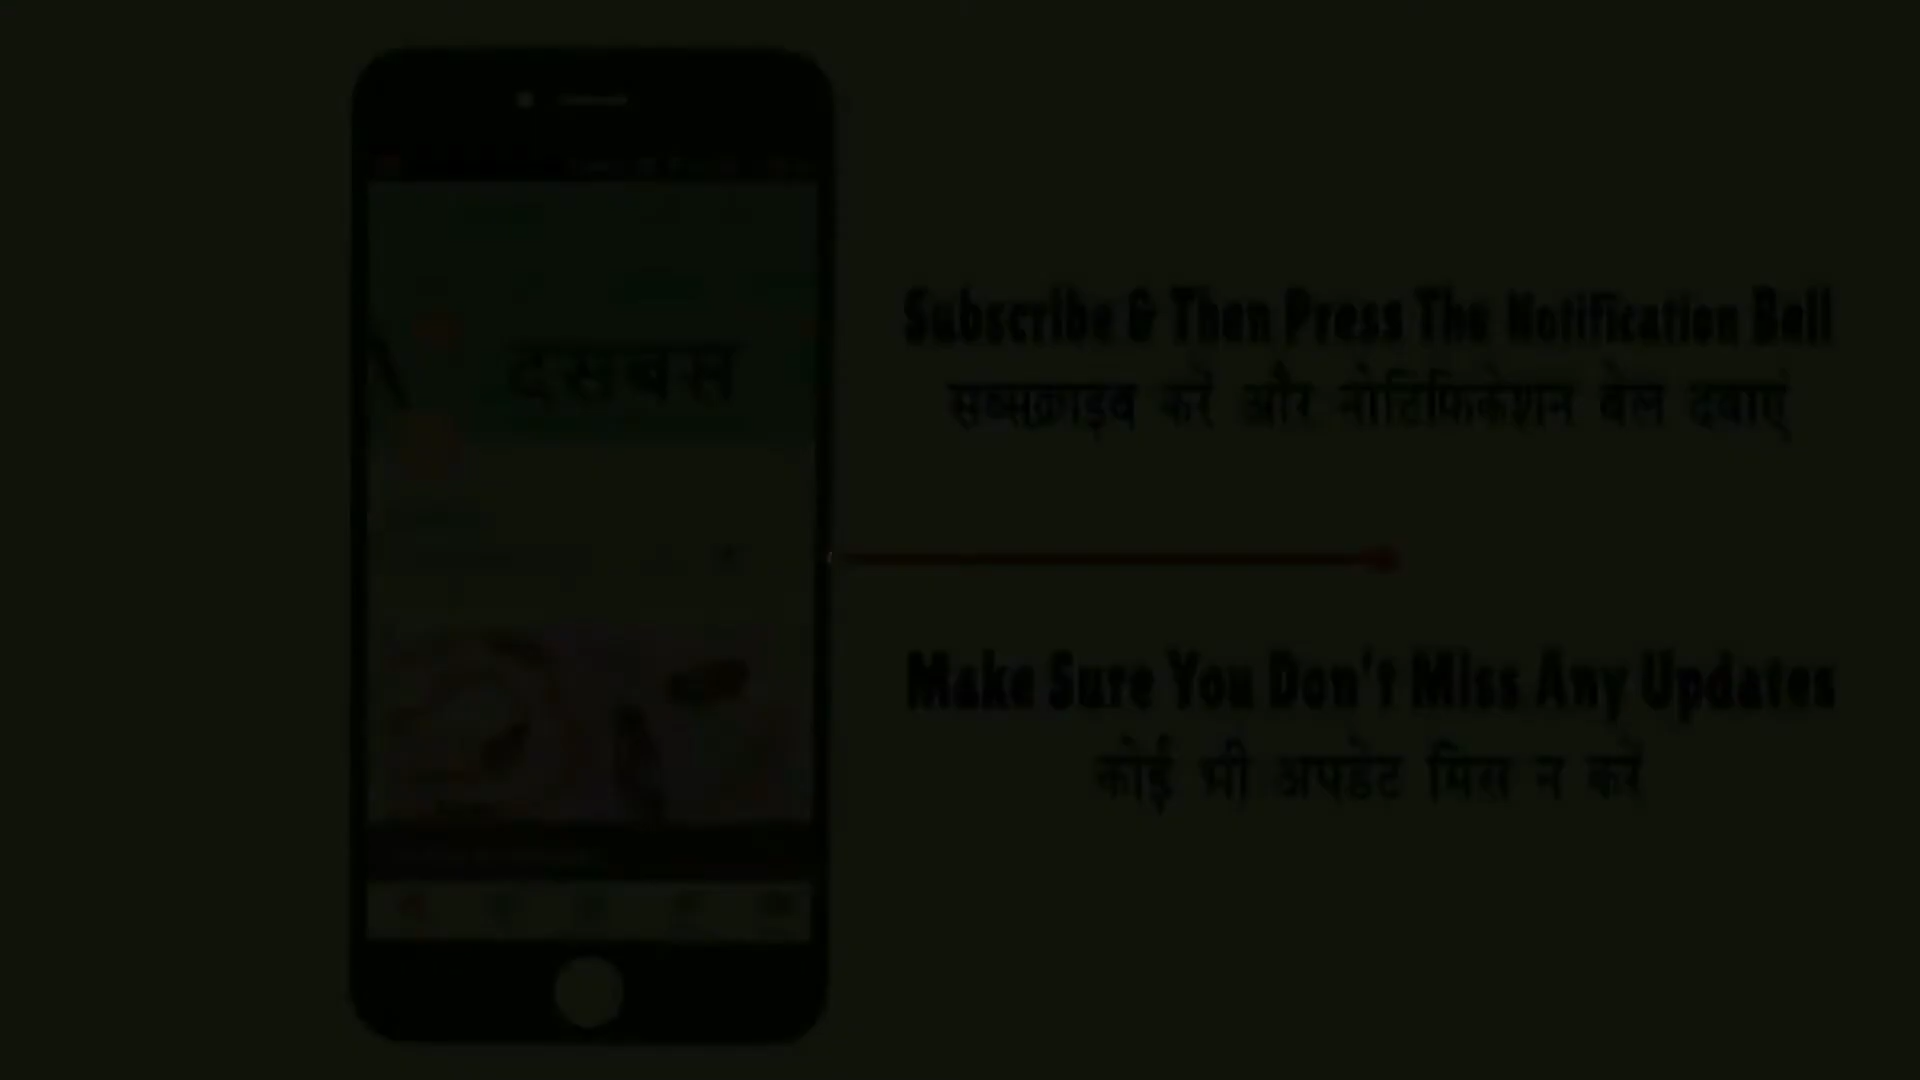 दसबस
Subscribe & Then Press The Notification Bell
सब्सक्राइब करें और नोटिफिकेशन बेल दबाएं
Make Sure You Don't Miss Any Updates
कोई भी अपडेट मिस न करें